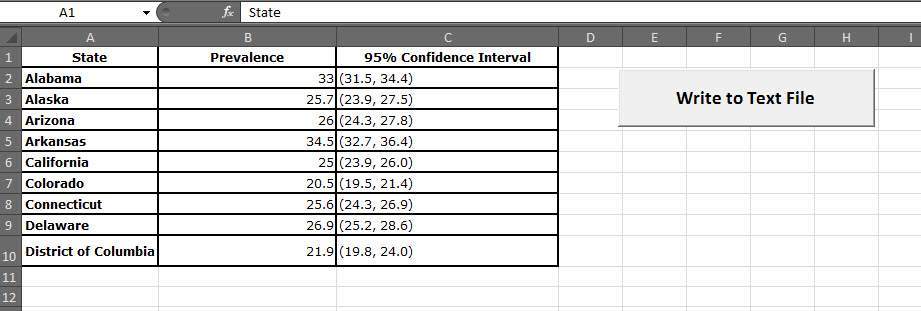 A1 fx State
A B C D E F G H I
1 State Prevalence 95% Confidence Interval
2 Alabama 33 (31.5, 34.4)
3 Alaska 25.7 (23.9, 27.5)
Write to Text File
4 Arizona 26 (24.3, 27.8)
5 Arkansas 34.5 (32.7, 36.4)
6 California 25 (23.9, 26.0)
7 Colorado 20.5 (19.5, 21.4)
8 Connecticut 25.6 (24.3, 26.9)
9 Delaware 26.9 (25.2, 28.6)
10 District of Columbia 21.9 (19.8, 24.0)
11
12